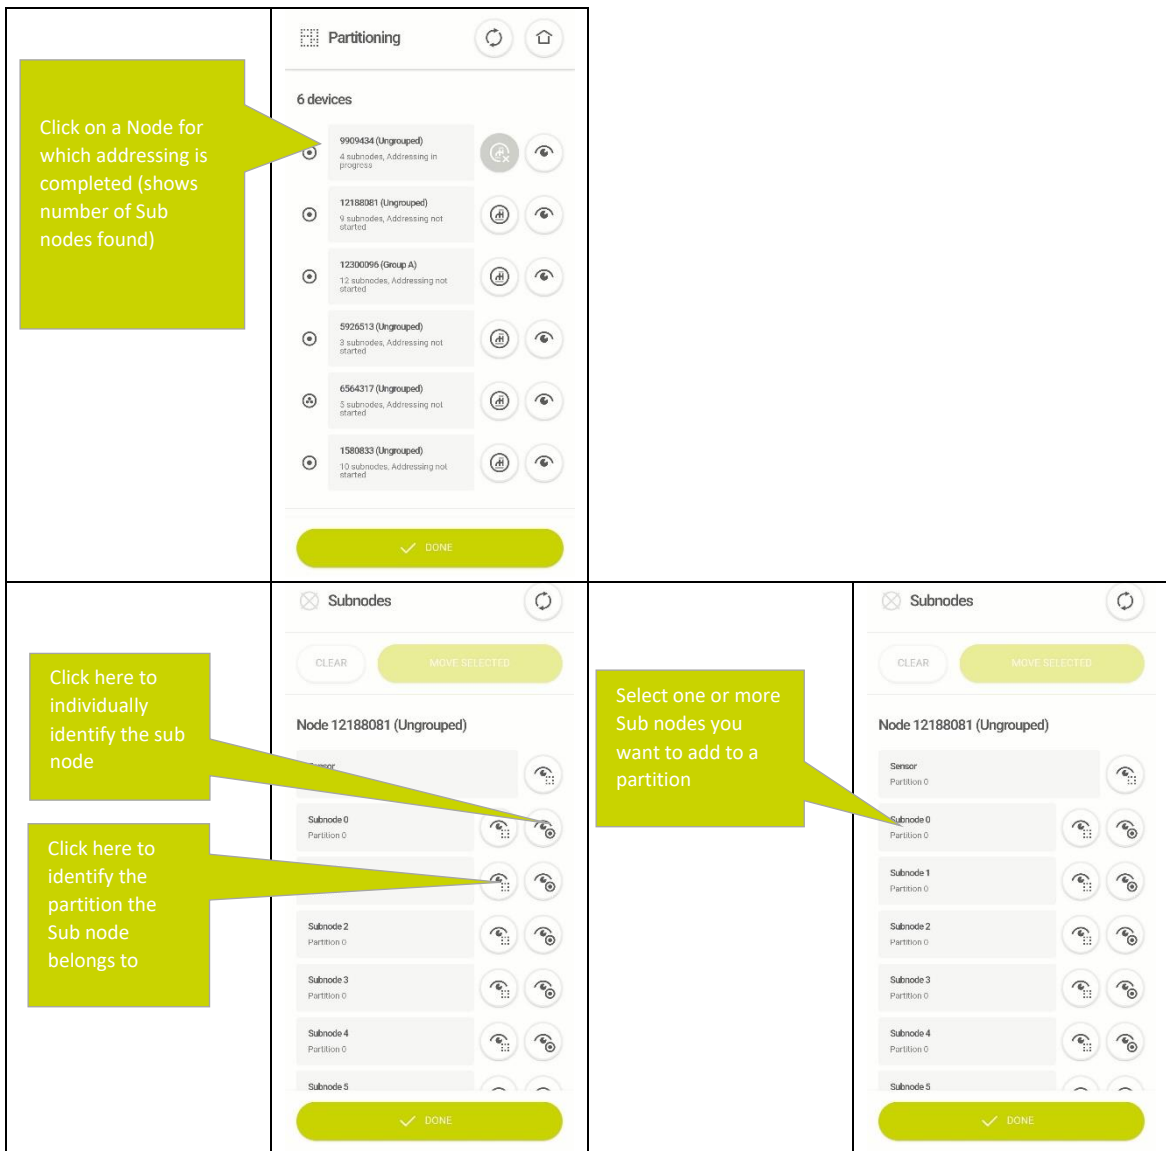 Partitioning
6 devices
Click on a Node for
which addressing is
completed (shows
number of Sub
nodes found)
9909434 (Ungrouped)
4 subnodes, Addressing in
progress
12188081 (Ungrouped)
9 subnodes, Addressing not
started
12300096 (Group A)
12 subnodes, Addressing not
started
5926513 (Ungrouped)
3 subnodes, Addressing not
started
6564317 (Ungrouped)
5 subnodes, Addressing not
started
1580833 (Ungrouped)
10 subnodes, Addressing not
started
DONE
Subnodes
CLEAR
MOVE SELECTED
Click here to
individually
identify the sub
node
Click here to
identify the
partition the
Sub node
belongs to
Node 12188081 (Ungrouped)
Subnode 0
Partition 0
Subnode 2
Partition 0
Subnode 3
Partition 0
Subnode 4
Partition 0
Subnode 5
DONE
Select one or more
Sub nodes you
want to add to a
partition
Subnodes
CLEAR
MOVE SELECTED
Node 12188081 (Ungrouped)
Sensor
Partition 0
Subnode 0
Partition 0
Subnode 1
Partition 0
Subnode 2
Partition 0
Subnode 3
Partition 0
Subnode 4
Partition 0
Subnode 5
DONE